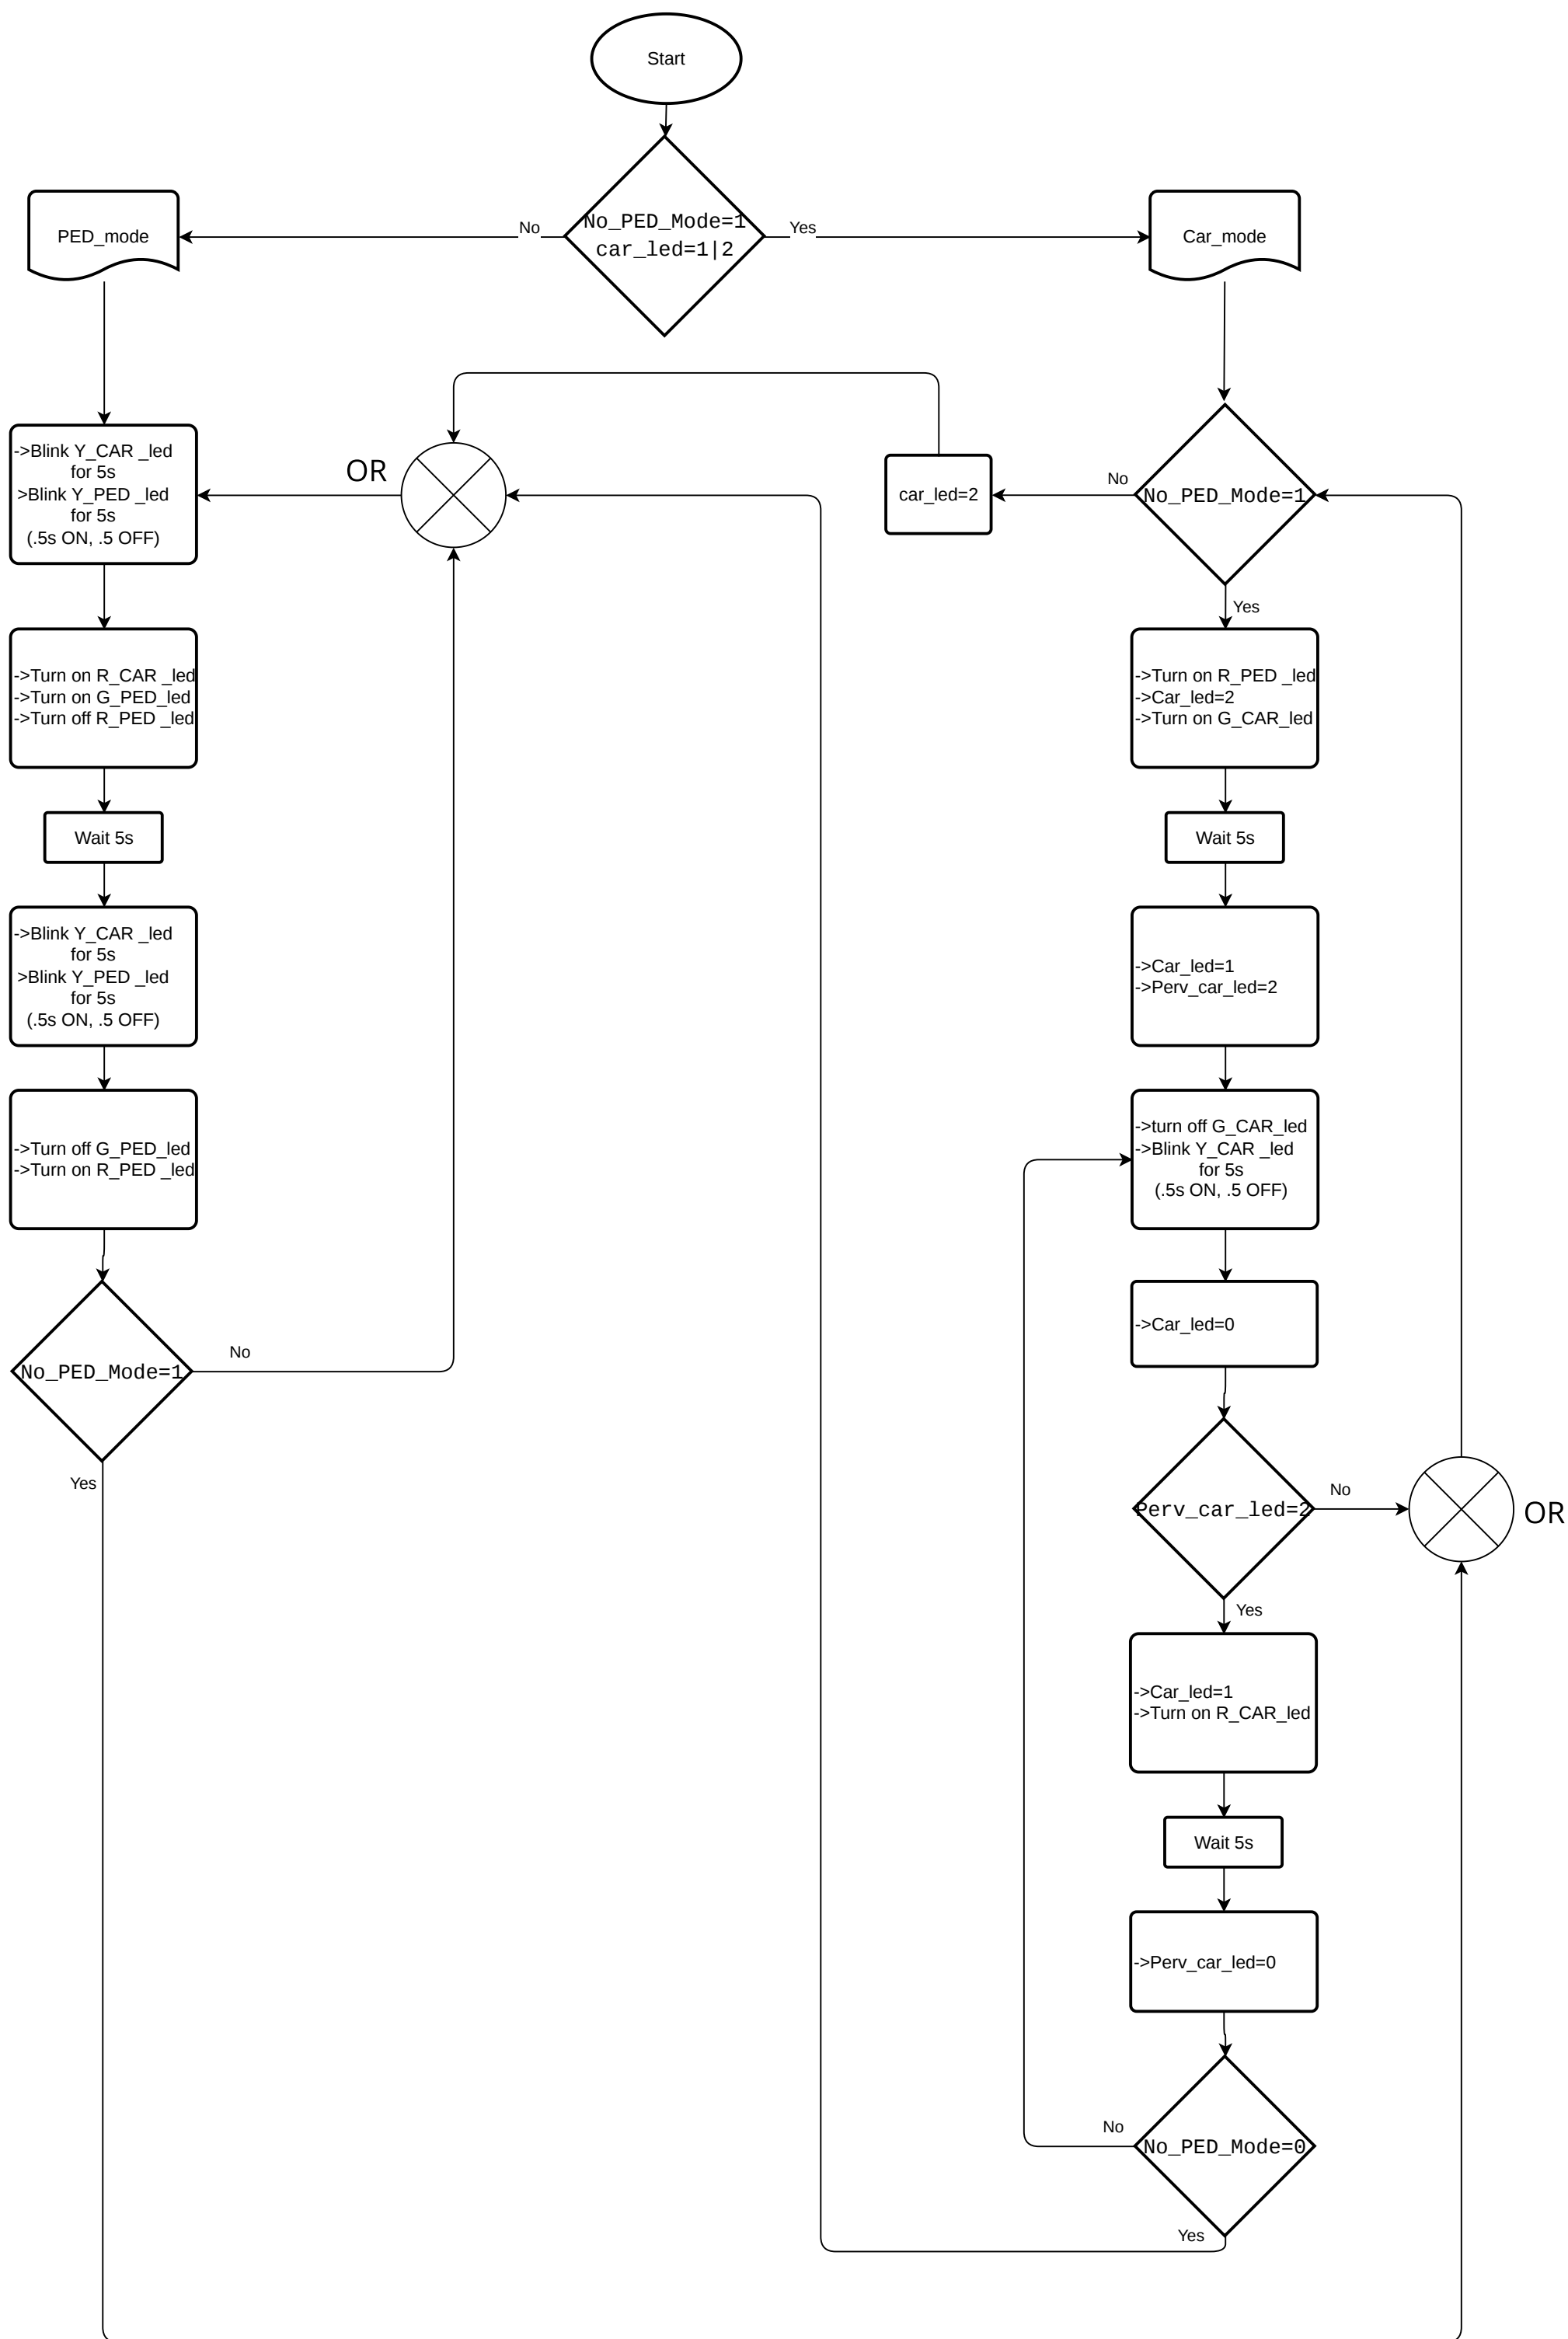 Start
No_PED_Mode=1
car_led=1|2
No
Yes
PED_mode
Car_mode
->Blink Y_CAR _led
for 5s
>Blink Y_PED _led
for 5s
(.5s ON, .5 OFF)
OR
car_led=2
No
No_PED_Mode=1
Yes
->Turn on R_CAR _led
->Turn on G_PED_led
->Turn off R_PED _led
->Turn on R_PED _led
->Car_led=2
->Turn on G_CAR_led
Wait 5s
Wait 5s
->Blink Y_CAR _led
for 5s
>Blink Y_PED _led
for 5s
(.5s ON, .5 OFF)
->Car_led=1
->Perv_car_led=2
->Turn off G_PED_led
->Turn on R_PED _led
->turn off G_CAR_led
->Blink Y_CAR _led
for 5s
(.5s ON, .5 OFF)
No_PED_Mode=1
No
Yes
->Car_led=0
Perv_car_led=2
No
OR
Yes
->Car_led=1
->Turn on R_CAR_led
Wait 5s
->Perv_car_led=0
No
No_PED_Mode=0
Yes